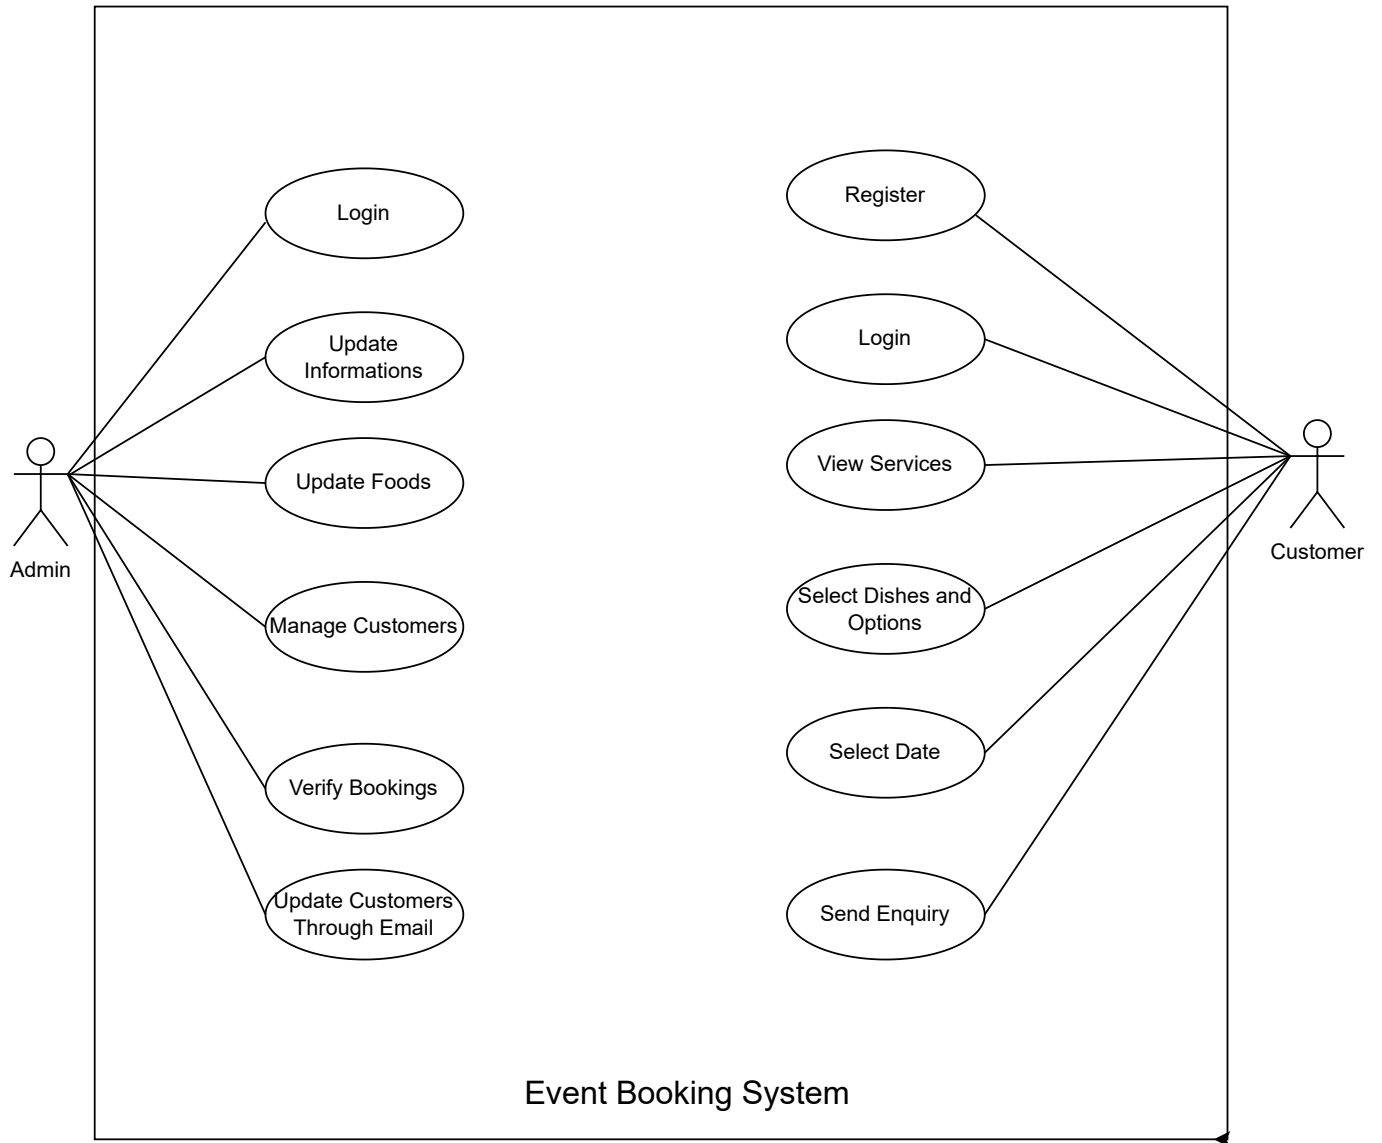 Login
Update
Informations
Update Foods
Manage Customers
Verify Bookings
Update Customers
Through Email
Admin
Register
Login
View Services
Select Dishes and
Options
Select Date
Send Enquiry
Customer
Event Booking System